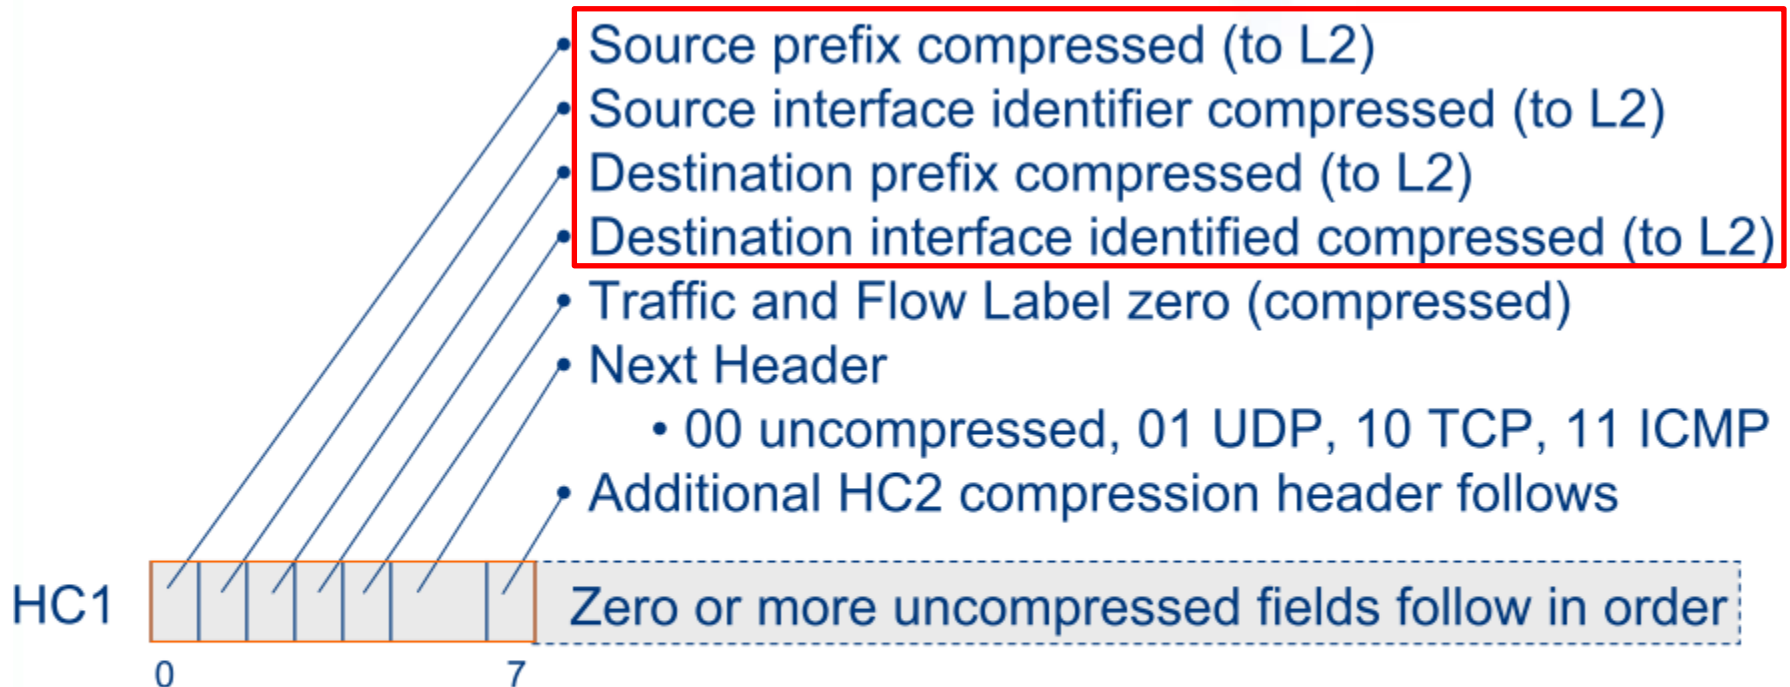 • Source prefix compressed (to L2)
• Source interface identifier compressed (to L2)
• Destination prefix compressed (to L2)
• Destination interface identified compressed (to L2)
• Traffic and Flow Label zero (compressed)
• Next Header
• 00 uncompressed, 01 UDP, 10 TCP, 11 ICMP
• Additional HC2 compression header follows
HC1 Zero or more uncompressed fields follow in order
0 7